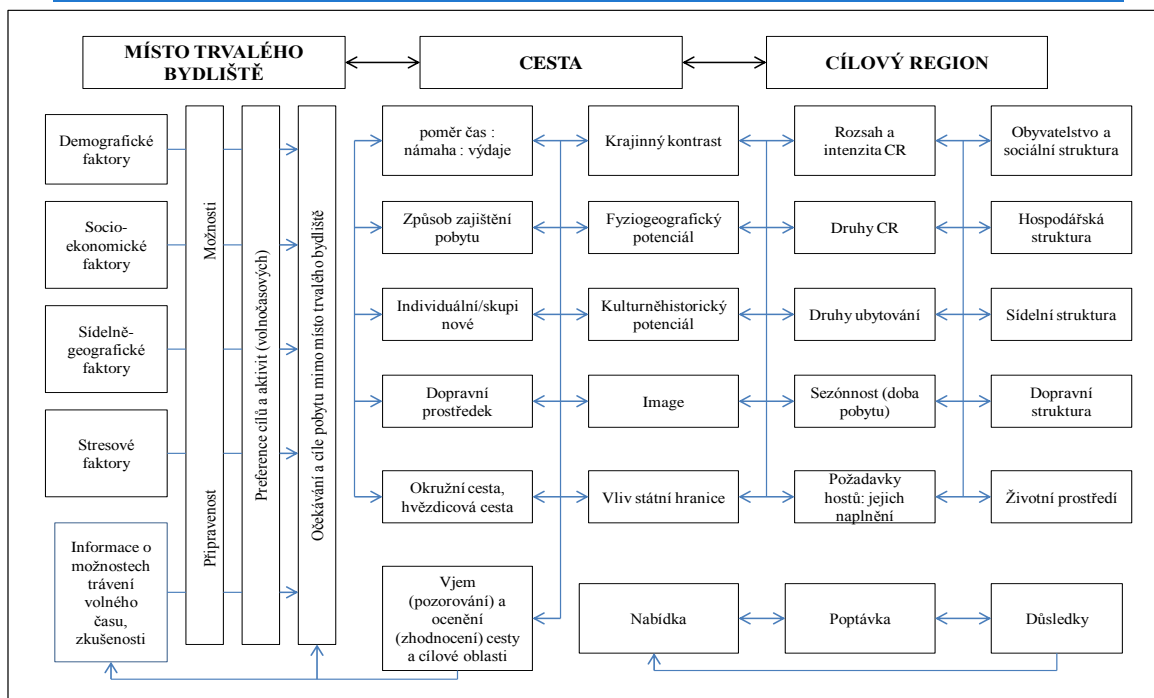 MÍSTO TRVALÉHO
BYDLIŠTĚ
CESTA
CÍLOVÝ REGION
Demografické
faktory
Socio-
ekonomické
faktory
Sídelně-
geografické
faktory
Stresové
faktory
Informace o
možnostech
trávení
volného
času,
zkušenosti
Možnosti
Připravenost
Preference cílů a aktivit (volnočasových)
Očekávání a cíle pobytu mimo místo trvalého bydliště
poměr čas :
námaha : výdaje
Způsob zajištění
pobytu
Individuální/skupi
nové
Dopravní
prostředek
Okružní cesta,
hvězdicová cesta
Vjem
(pozorování) a
ocenění
(zhodnocení) cesty
a cílové oblasti
Krajinný kontrast
Fyziogeografický
potenciál
Kulturněhistorický
potenciál
Image
Vliv státní hranice
Rozsah a
intenzita CR
Druhy CR
Druhy ubytování
Sezónnost (doba
pobytu)
Požadavky
hostů: jejich
naplnění
Obyvatelstvo a
sociální struktura
Hospodářská
struktura
Sídelní struktura
Dopravní
struktura
Životní prostředí
Nabídka
Poptávka
Důsledky